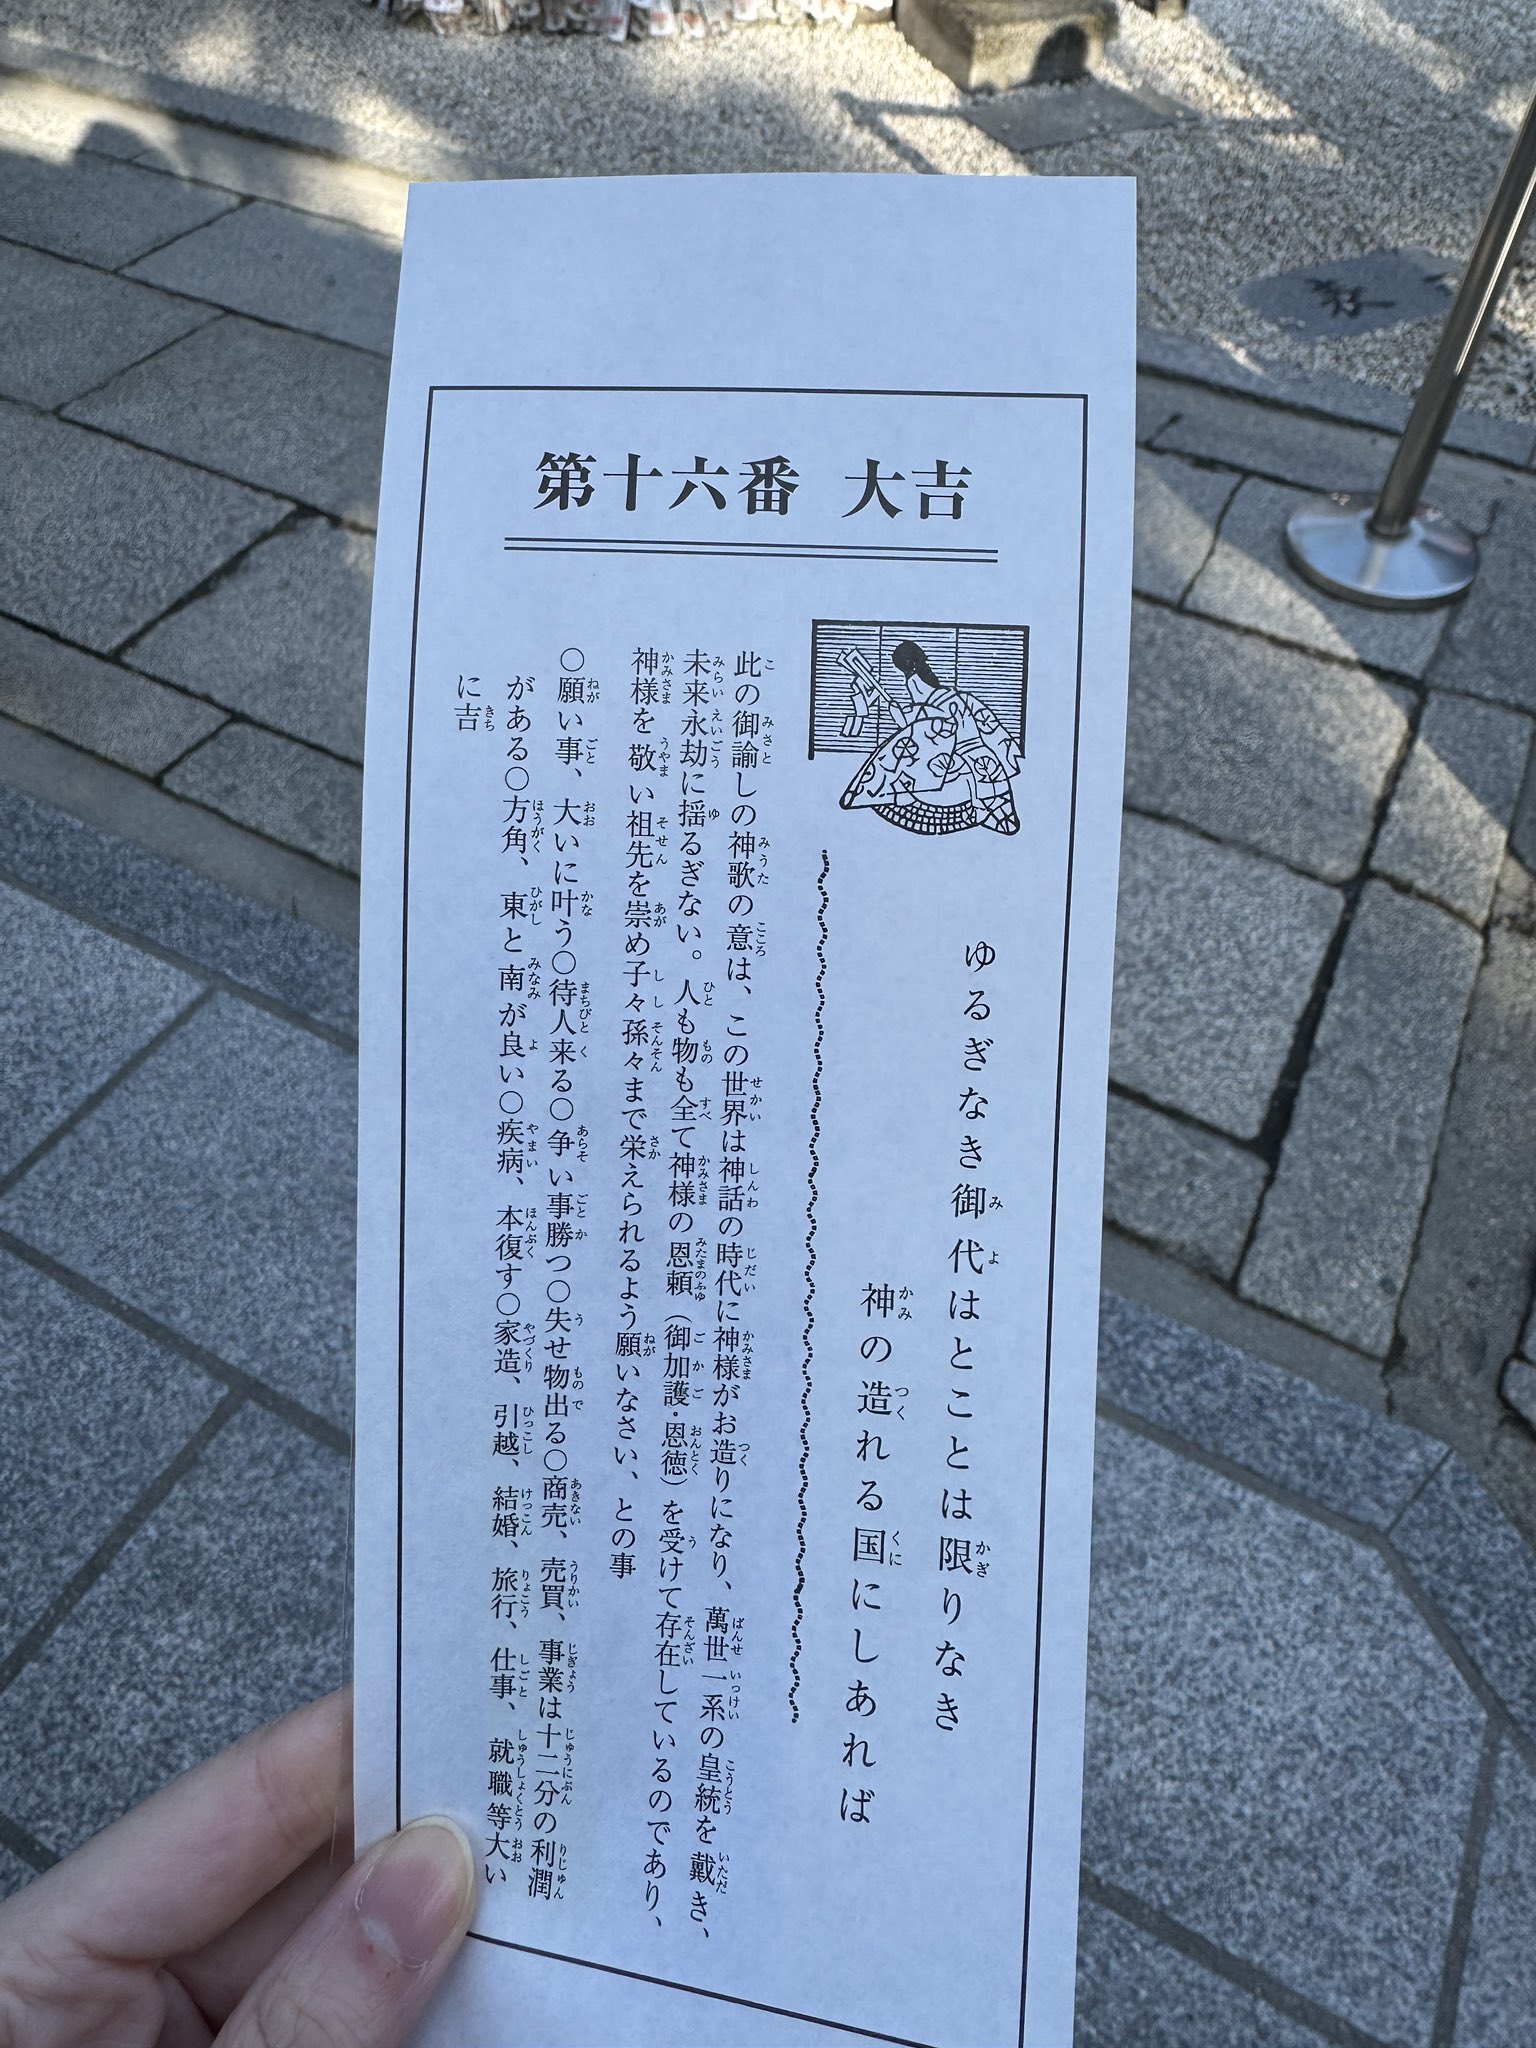 第十六番 大吉
ゆるぎなき御代はとことは限りなき
神の造れる国にしあれば
此の御諭しの神歌の意は、この世界は神話の時代に神様がお造りになり、萬世一系の皇統を戴き、
未来永劫に揺るぎない。人も物も全て神様の恩頼（御加護・恩徳）を受けて存在しているのであり、
神様を敬い祖先を崇め子々孫々まで栄えられるよう願いなさい、との事
○願い事、大いに叶う○待人来る○争い事勝つ○失せ物出る○商売、売買、事業は十二分の利潤
がある○方角、東と南が良い○疾病、本復す○家造、引越、結婚、旅行、仕事、就職等大い
に吉